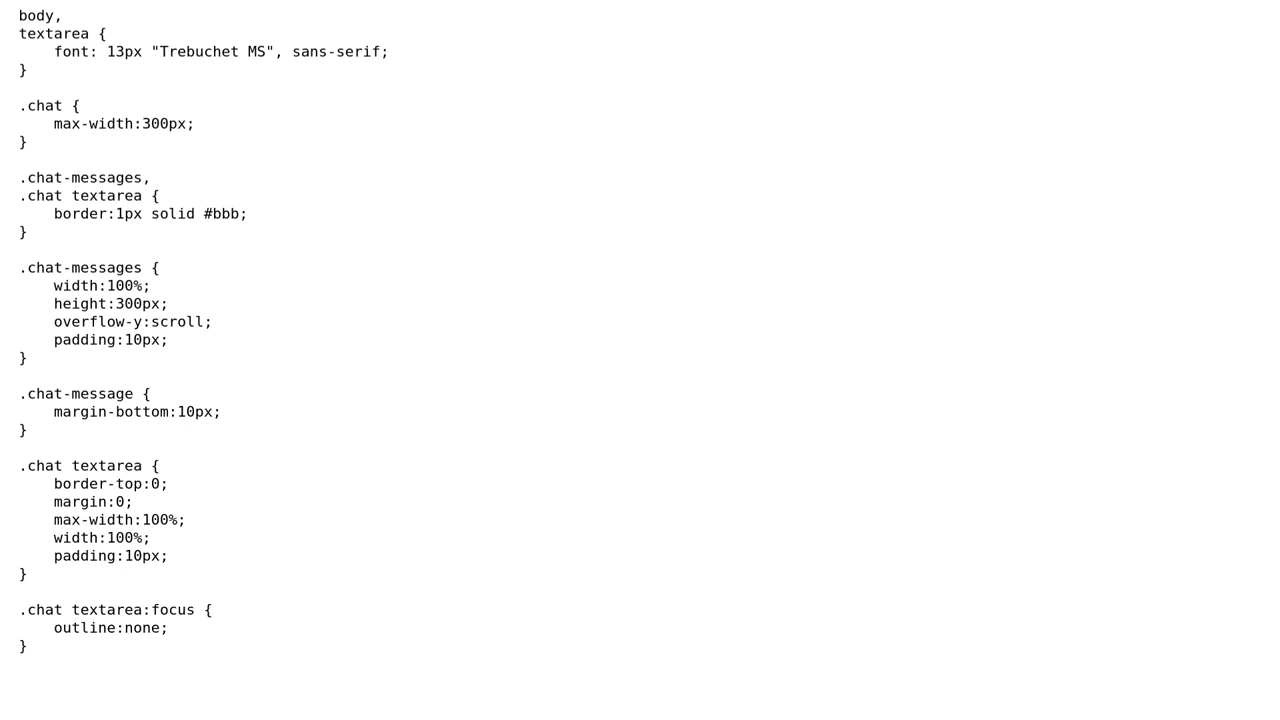 body,
textarea {
    font: 13px "Trebuchet MS", sans-serif;
}

.chat {
    max-width:300px;
}

.chat-messages,
.chat textarea {
    border:1px solid #bbb;
}

.chat-messages {
    width:100%;
    height:300px;
    overflow-y:scroll;
    padding:10px;
}

.chat-message {
    margin-bottom:10px;
}

.chat textarea {
    border-top:0;
    margin:0;
    max-width:100%;
    width:100%;
    padding:10px;
}

.chat textarea:focus {
    outline:none;
}